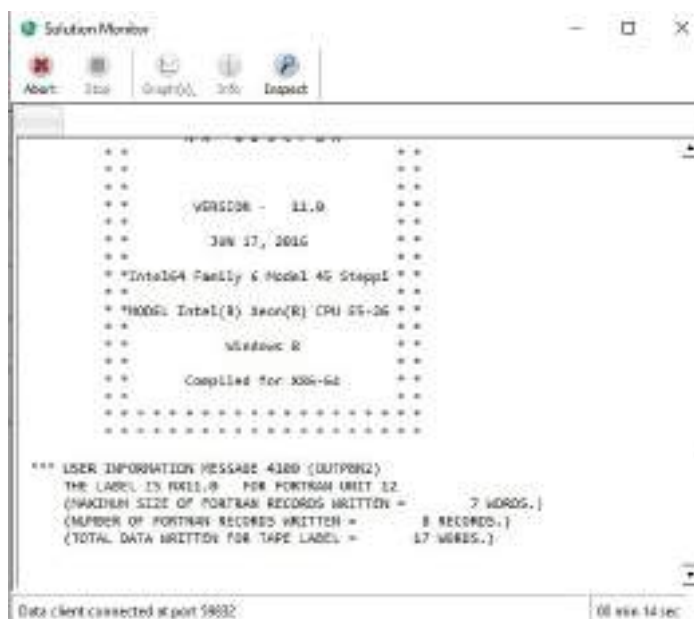 Solution Monitor
Abort Stop Graph(s), Info Inspect
* * N X N A S T R A N * *
* * * *
* * * *
* * * *
* * VERSION - 11.0 * *
* * * *
* * JUN 17, 2016 * *
* * * *
* * *Intel64 Family 6 Model 45 Steppi * *
* * * *
* * *MODEL Intel(R) Xeon(R) CPU E5-26 * *
* * * *
* * Windows 8 * *
* * * *
* * Compiled for X86-64 * *
* * * *
* * * * * * * * * * * * * * * * * * * *
* * * * * * * * * * * * * * * * * * * *
*** USER INFORMATION MESSAGE 4109 (OUTPBN2)
THE LABEL IS NX11.0 FOR FORTRAN UNIT 12
(MAXIMUM SIZE OF FORTRAN RECORDS WRITTEN = 7 WORDS.)
(NUMBER OF FORTRAN RECORDS WRITTEN = 8 RECORDS.)
(TOTAL DATA WRITTEN FOR TAPE LABEL = 17 WORDS.)
Data client connected at port 59832
00 min 14 sec